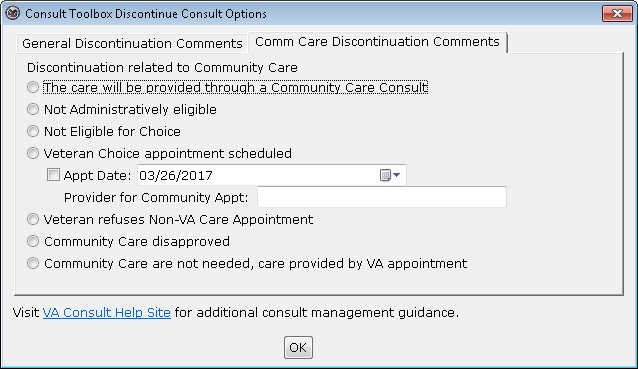 Consult Toolbox Discontinue Consult Options
General Discontinuation Comments
Comm Care Discontinuation Comments
Discontinuation related to Community Care
The care will be provided through a Community Care Consult
Not Administratively eligible
Not Eligible for Choice
Veteran Choice appointment scheduled
Appt Date: 03/26/2017
Provider for Community Appt:
Veteran refuses Non-VA Care Appointment
Community Care disapproved
Community Care are not needed, care provided by VA appointment
Visit VA Consult Help Site for additional consult management guidance.
OK